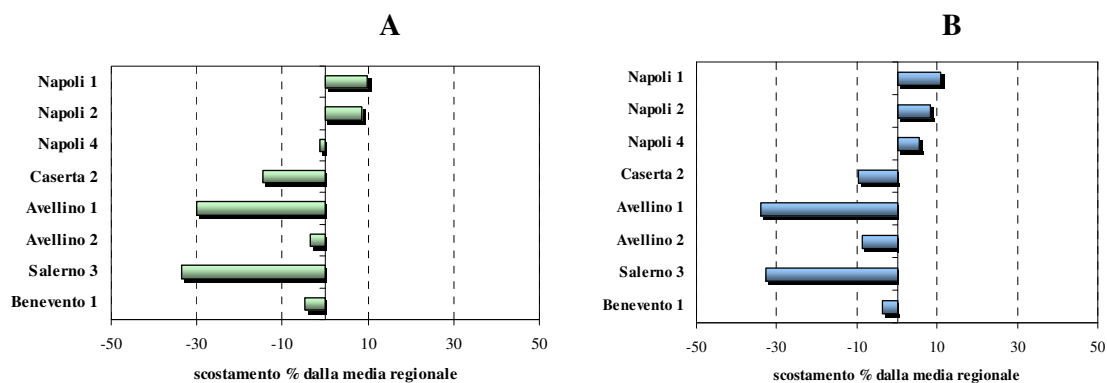 A
Napoli 1
Napoli 2
Napoli 4
Caserta 2
Avellino 1
Avellino 2
Salerno 3
Benevento 1
-50 -30 -10 10 30 50
scostamento % dalla media regionale
B
Napoli 1
Napoli 2
Napoli 4
Caserta 2
Avellino 1
Avellino 2
Salerno 3
Benevento 1
-50 -30 -10 10 30 50
scostamento % dalla media regionale